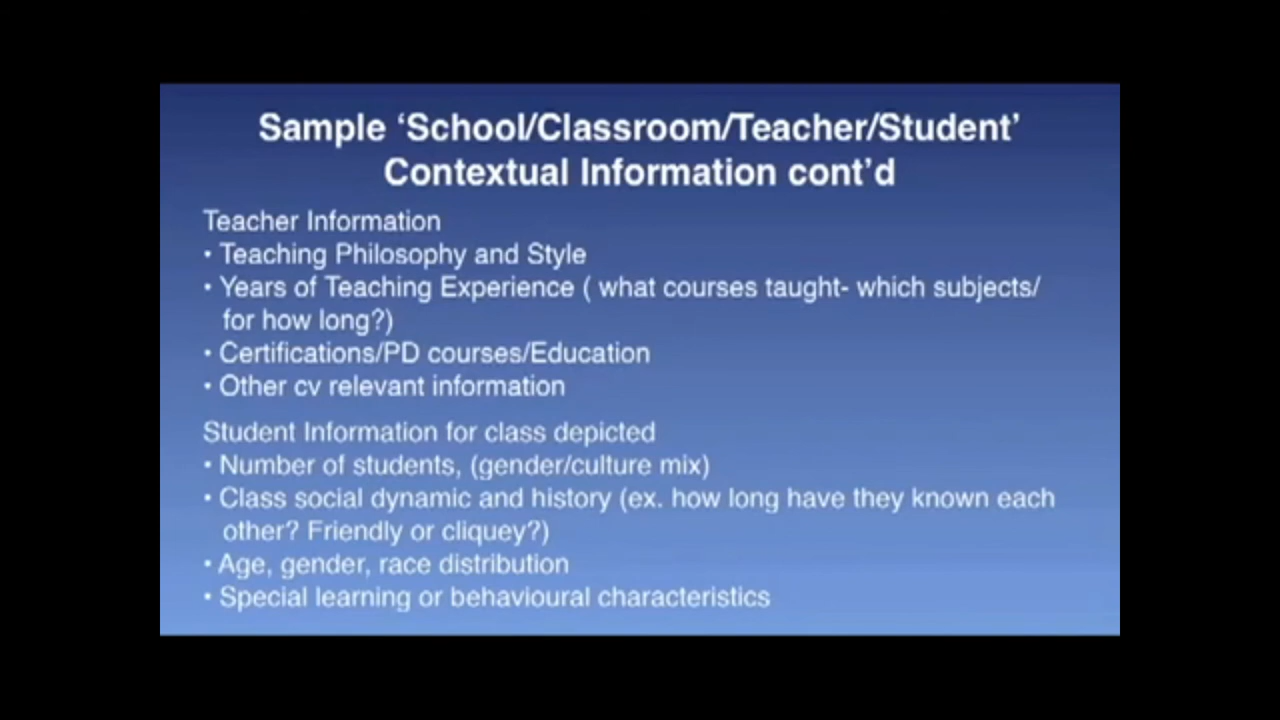 Sample ‘School/Classroom/Teacher/Student’
Contextual Information cont’d
Teacher Information
• Teaching Philosophy and Style
• Years of Teaching Experience ( what courses taught- which subjects/
for how long?)
• Certifications/PD courses/Education
• Other cv relevant information
Student Information for class depicted
• Number of students, (gender/culture mix)
• Class social dynamic and history (ex. how long have they known each
other? Friendly or cliquey?)
• Age, gender, race distribution
• Special learning or behavioural characteristics